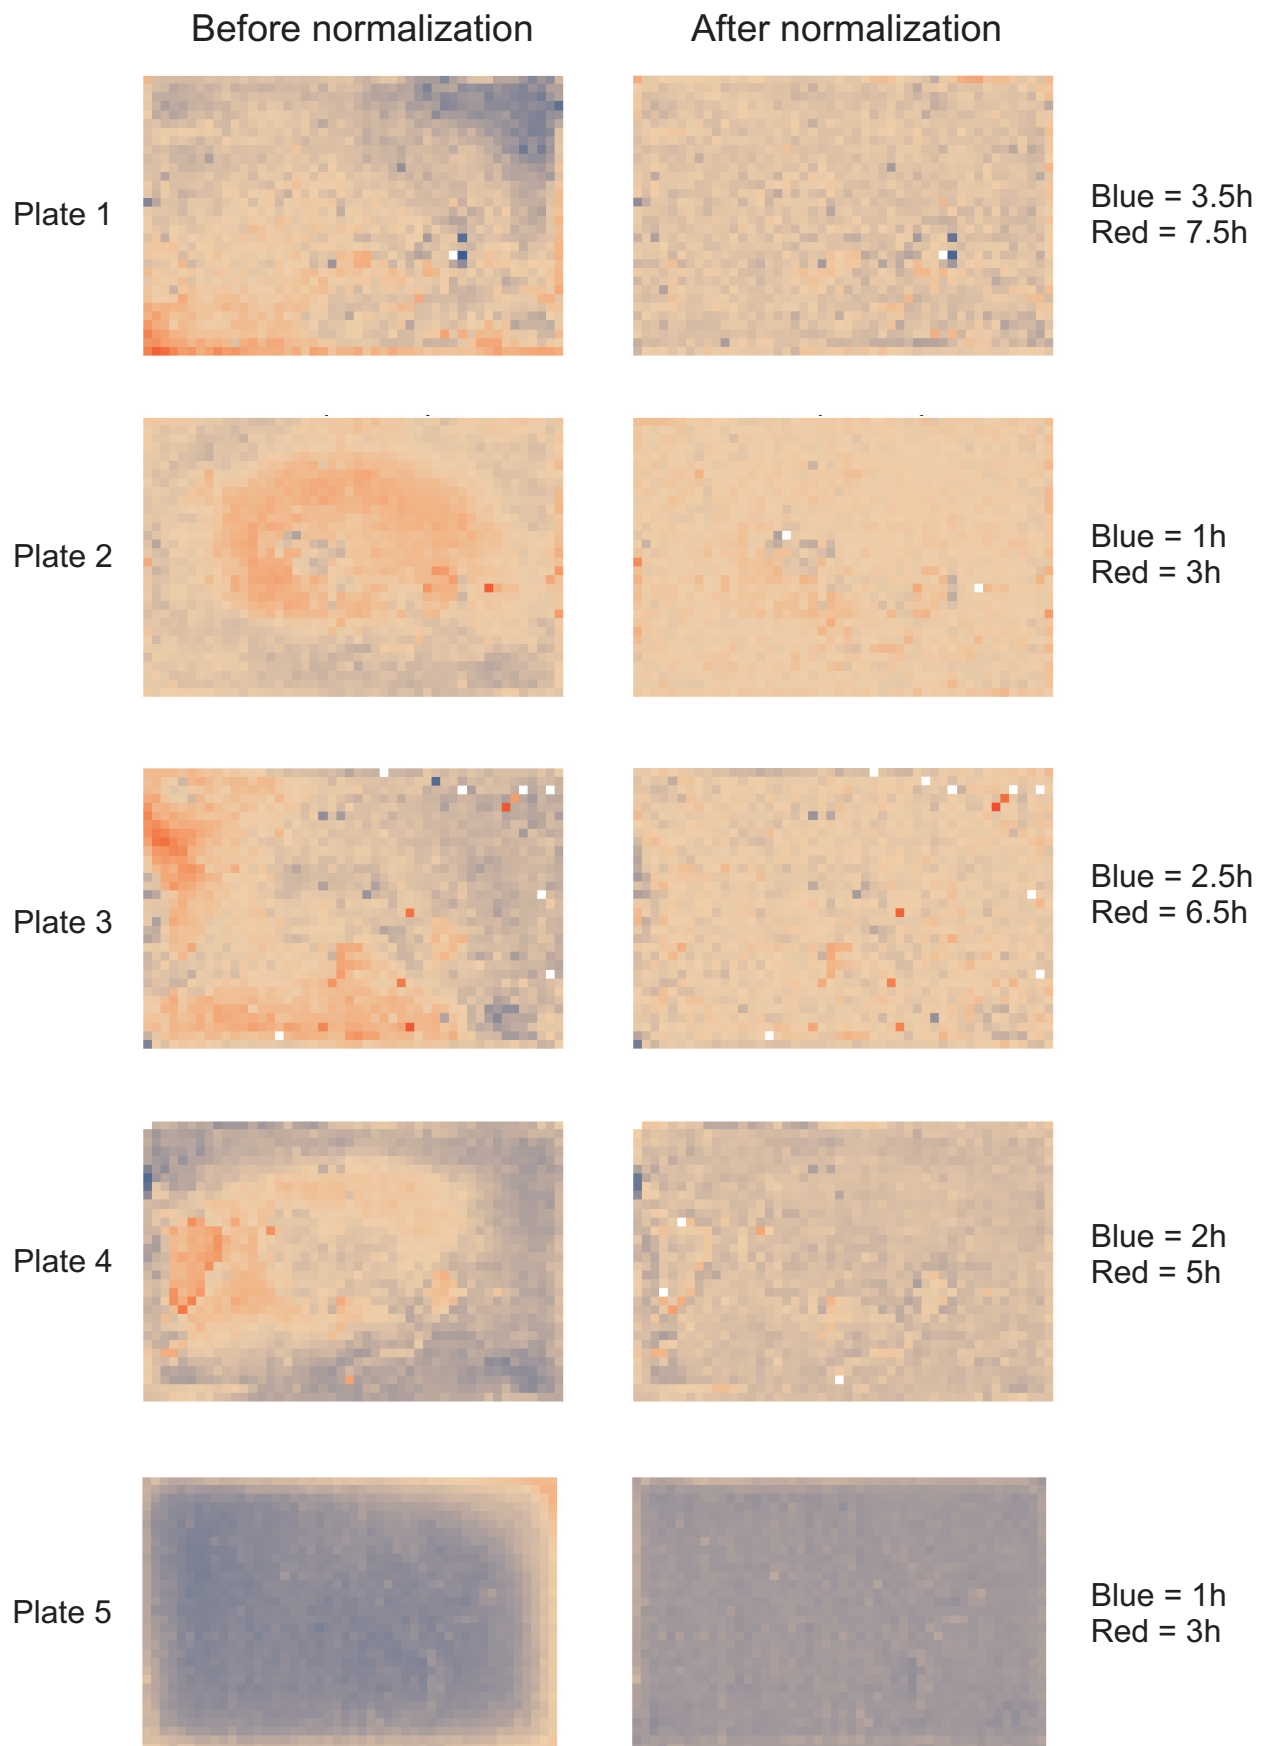 Before normalization
After normalization
Plate 1
Blue = 3.5h
Red = 7.5h
Plate 2
Blue = 1h
Red = 3h
Plate 3
Blue = 2.5h
Red = 6.5h
Plate 4
Blue = 2h
Red = 5h
Plate 5
Blue = 1h
Red = 3h